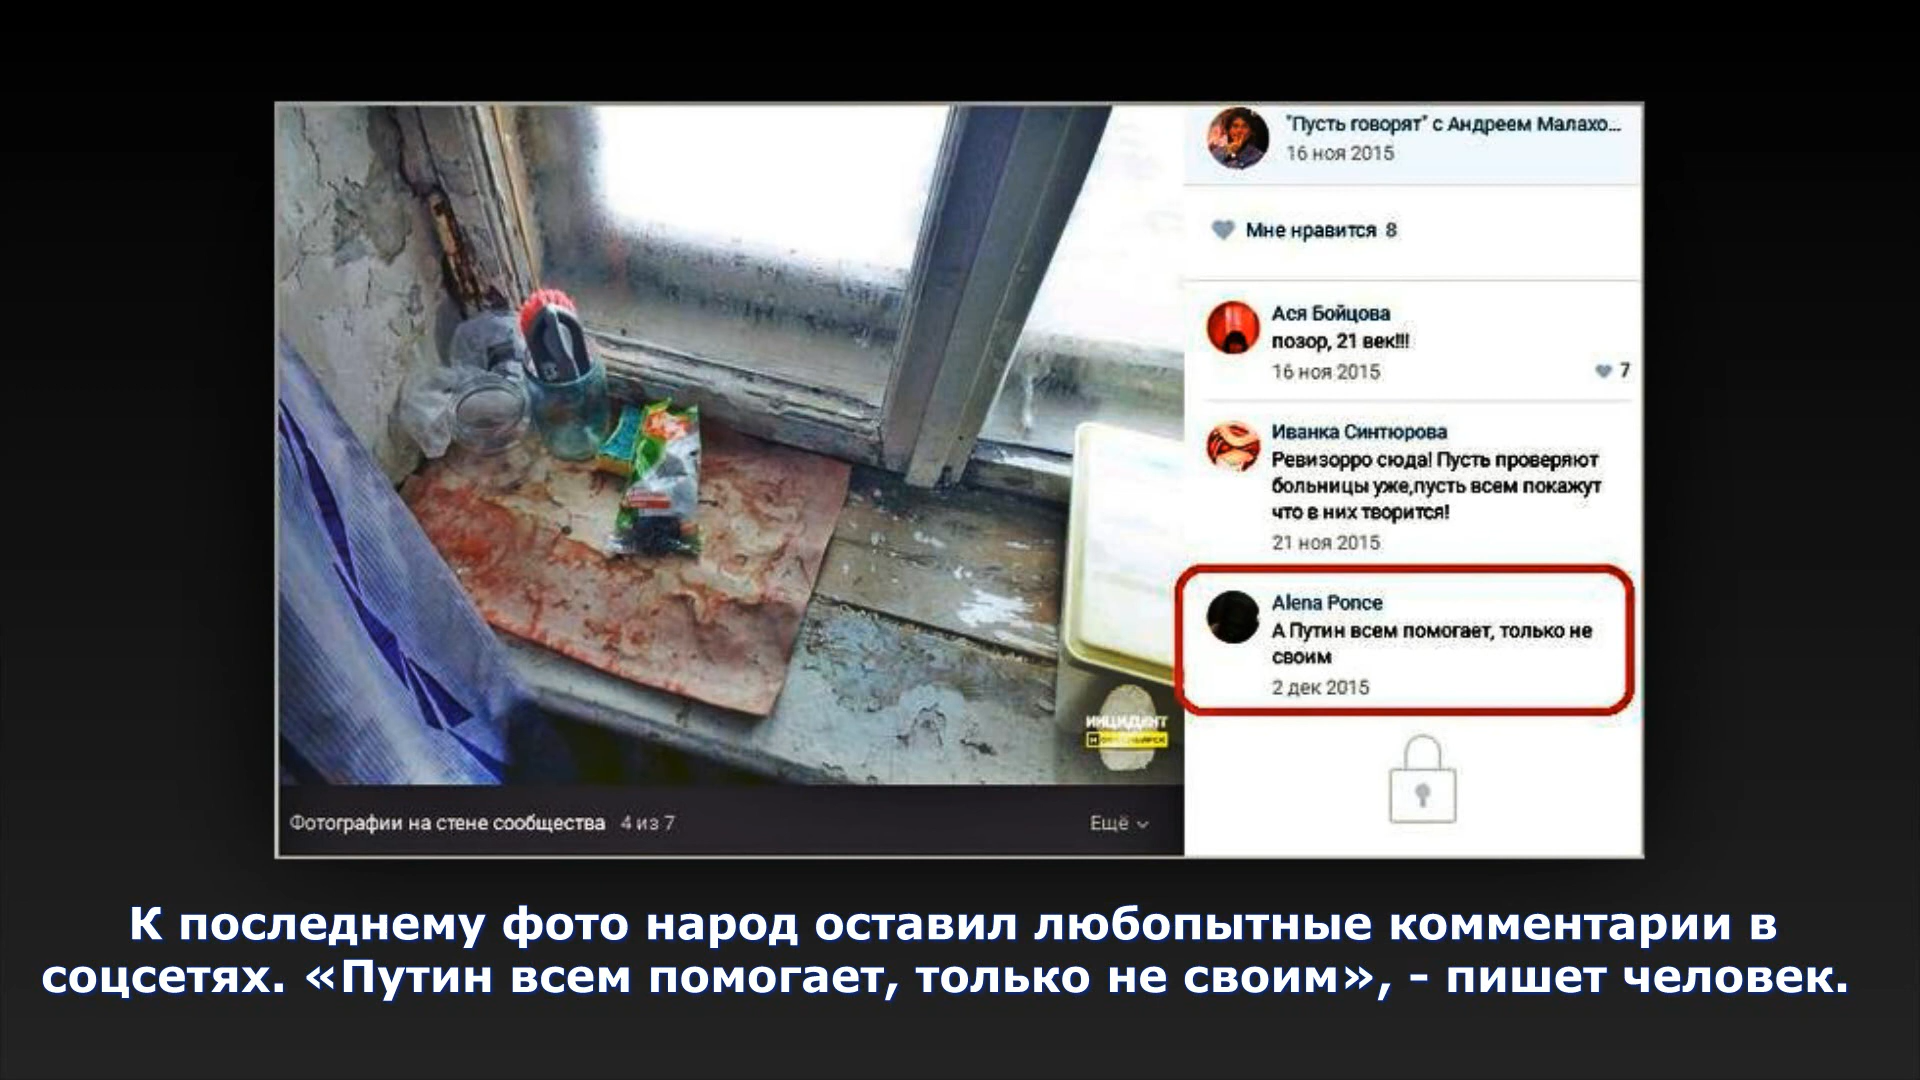 "Пусть говорят" с Андреем Малахо...
16 ноя 2015
Мне нравится 8
Ася Бойцова
позор, 21 век!!!
16 ноя 2015
7
Иванка Синтюрова
Ревизорро сюда! Пусть проверяют
больницы уже,пусть всем покажут
что в них творится!
21 ноя 2015
Alena Ponce
А Путин всем помогает, только не
своим
2 дек 2015
ИНЦИДЕНТ
НОВОСИБИРСК
Фотографии на стене сообщества 4 из 7
Ещё
К последнему фото народ оставил любопытные комментарии в
соцсетях. «Путин всем помогает, только не своим», - пишет человек.